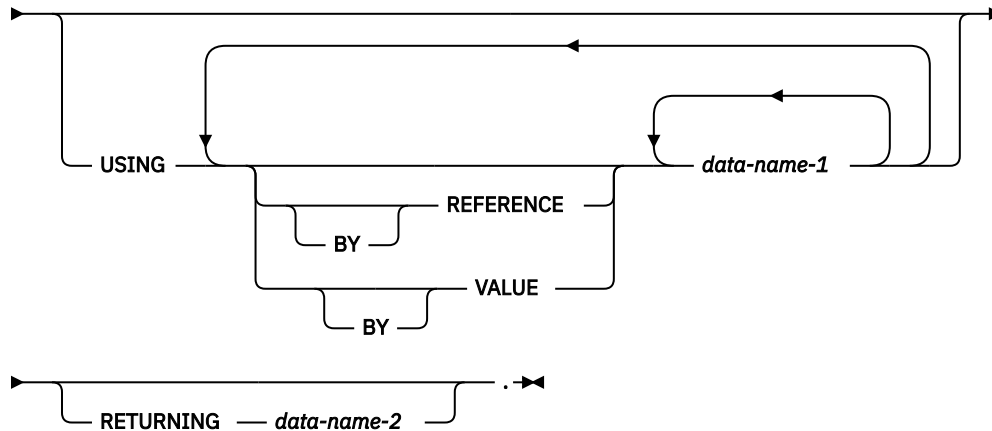 USING data-name-1
REFERENCE
BY
VALUE
BY
RETURNING data-name-2 .